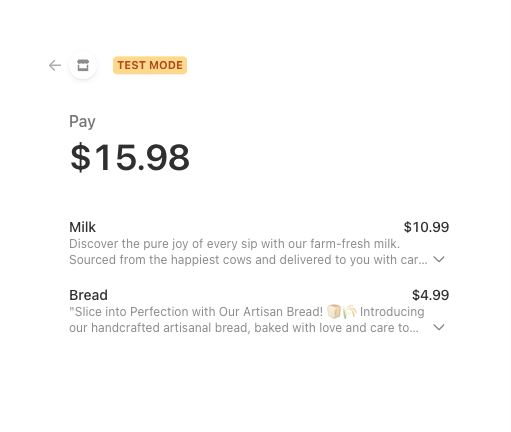 TEST MODE
Pay
$15.98
Milk $10.99
Discover the pure joy of every sip with our farm-fresh milk.
Sourced from the happiest cows and delivered to you with car...
Bread $4.99
"Slice into Perfection with Our Artisan Bread! 🍞🥖 Introducing
our handcrafted artisanal bread, baked with love and care to...